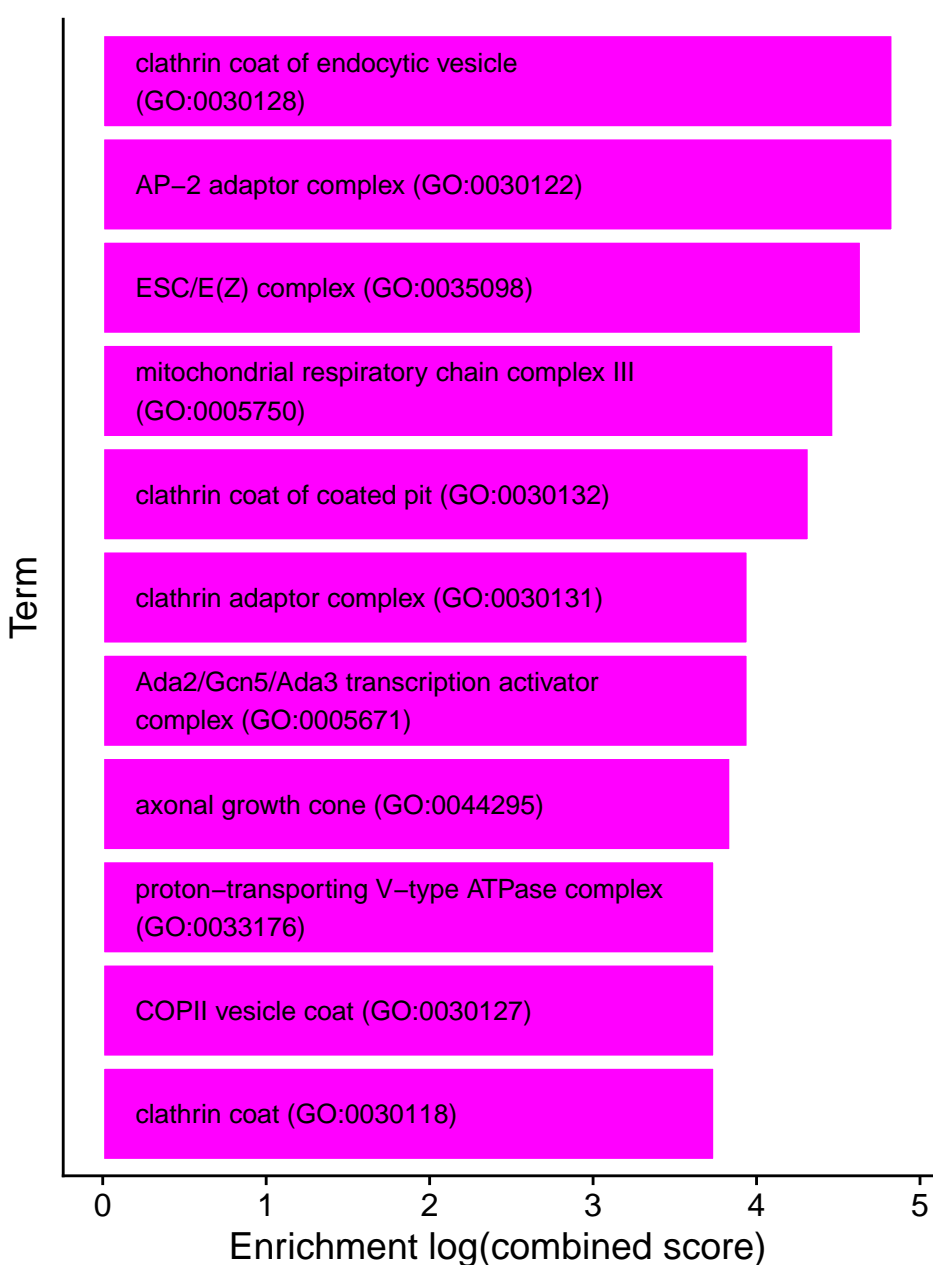 clathrin coat of endocytic vesicle
(GO:0030128)
AP−2 adaptor complex (GO:0030122)
ESC/E(Z) complex (GO:0035098)
mitochondrial respiratory chain complex III
(GO:0005750)
clathrin coat of coated pit (GO:0030132)
clathrin adaptor complex (GO:0030131)
Ada2/Gcn5/Ada3 transcription activator
complex (GO:0005671)
axonal growth cone (GO:0044295)
proton−transporting V−type ATPase complex
(GO:0033176)
COPII vesicle coat (GO:0030127)
clathrin coat (GO:0030118)
Term
0 1 2 3 4 5
Enrichment log(combined score)